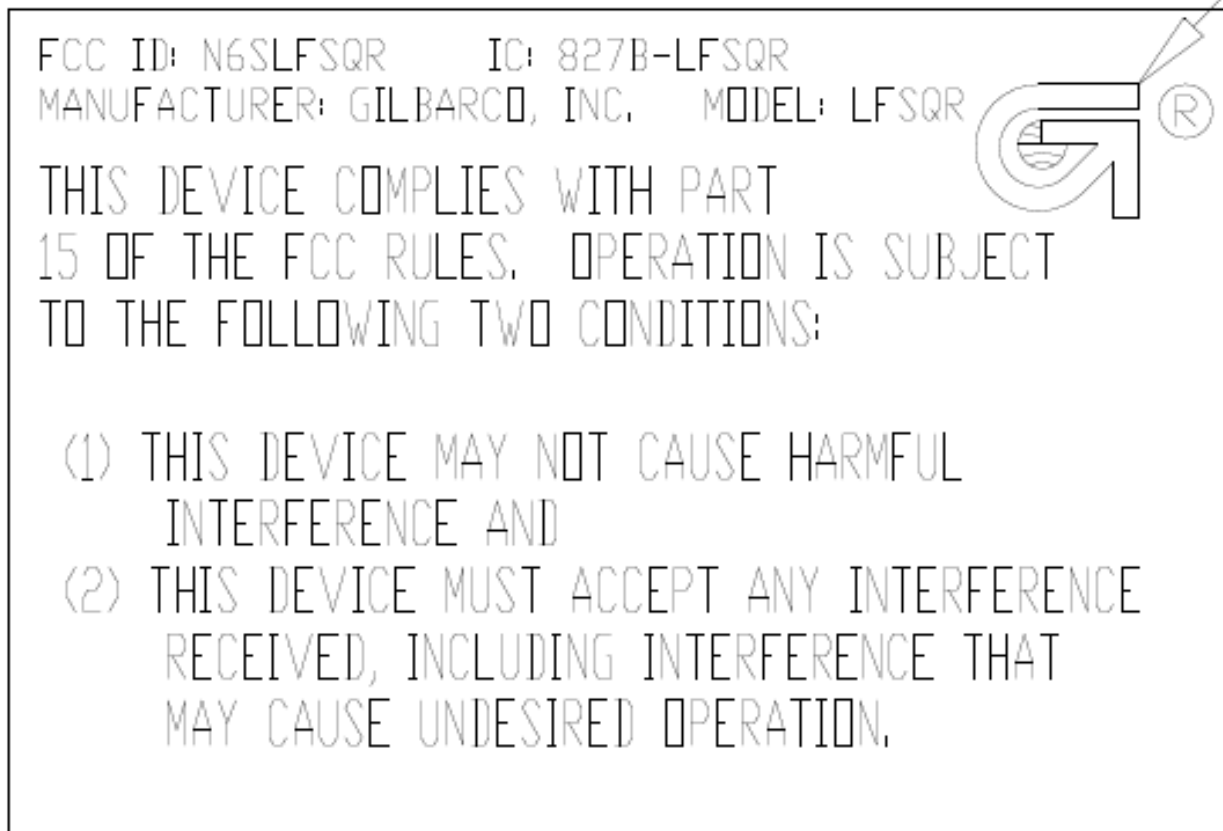 FCC ID: N6SLFSQR IC: 827B-LFSQR
MANUFACTURER: GILBARCO, INC. MODEL: LFSQR
®
THIS DEVICE COMPLIES WITH PART
15 OF THE FCC RULES. OPERATION IS SUBJECT
TO THE FOLLOWING TWO CONDITIONS:
(1) THIS DEVICE MAY NOT CAUSE HARMFUL
INTERFERENCE AND
(2) THIS DEVICE MUST ACCEPT ANY INTERFERENCE
RECEIVED, INCLUDING INTERFERENCE THAT
MAY CAUSE UNDESIRED OPERATION.